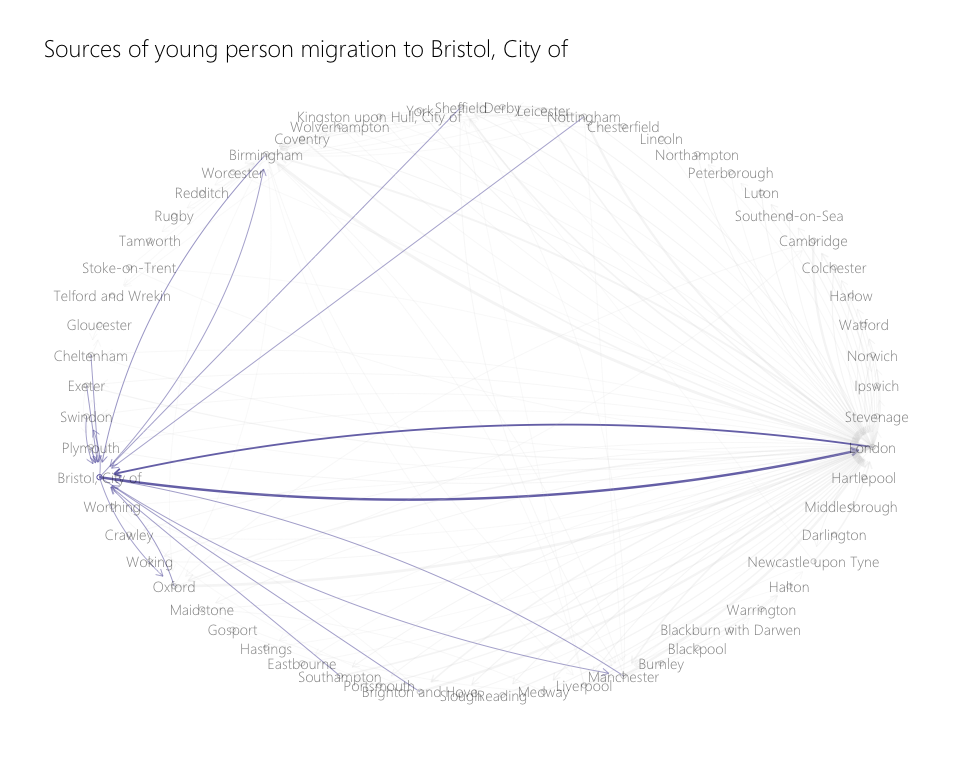 Sources of young person migration to Bristol, City of
Sheffield
Derby
York
Leicester
Kingston upon Hull, City of
Nottingham
Wolverhampton
Chesterfield
Coventry
Lincoln
Birmingham
Northampton
Worcester
Peterborough
Redditch
Luton
Rugby
Southend-on-Sea
Tamworth
Cambridge
Stoke-on-Trent
Colchester
Telford and Wrekin
Harlow
Gloucester
Watford
Cheltenham
Norwich
Exeter
Ipswich
Swindon
Stevenage
Plymouth
London
Bristol, City of
Hartlepool
Worthing
Middlesbrough
Crawley
Darlington
Woking
Newcastle upon Tyne
Oxford
Halton
Maidstone
Warrington
Gosport
Blackburn with Darwen
Hastings
Blackpool
Eastbourne
Burnley
Southampton
Manchester
Portsmouth
Liverpool
Brighton and Hove
Medway
Slough
Reading